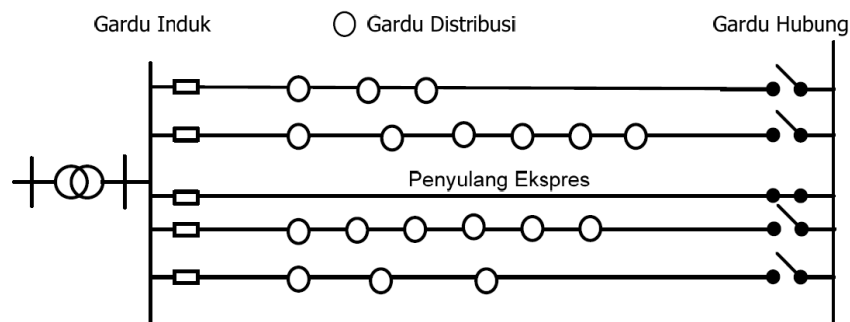 Gardu Induk
Gardu Distribusi
Gardu Hubung
Penyulang Ekspres